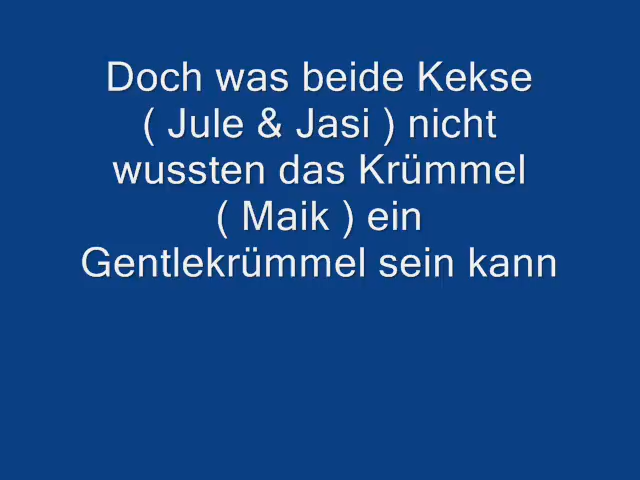 Doch was beide Kekse
( Jule & Jasi ) nicht
wussten das Krümmel
( Maik ) ein
Gentlekrümmel sein kann